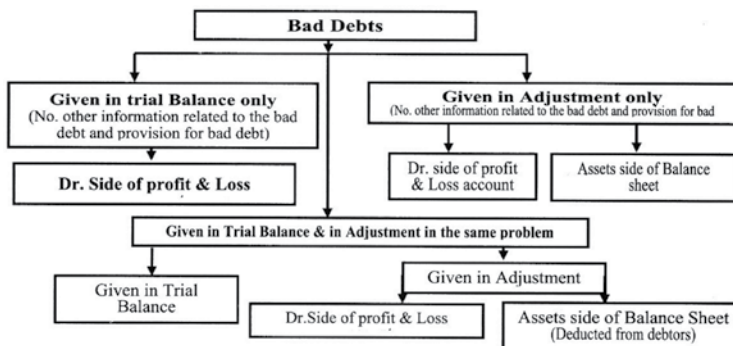 Bad Debts
Given in trial Balance only
(No. other information related to the bad
debt and provision for bad debt)
Given in Adjustment only
(No. other information related to the bad debt and provision for bad
Dr. Side of profit & Loss
Dr. side of profit
& Loss account
Assets side of Balance
sheet
Given in Trial Balance & in Adjustment in the same problem
Given in Trial
Balance
Given in Adjustment
Dr.Side of profit & Loss
Assets side of Balance Sheet
(Deducted from debtors)